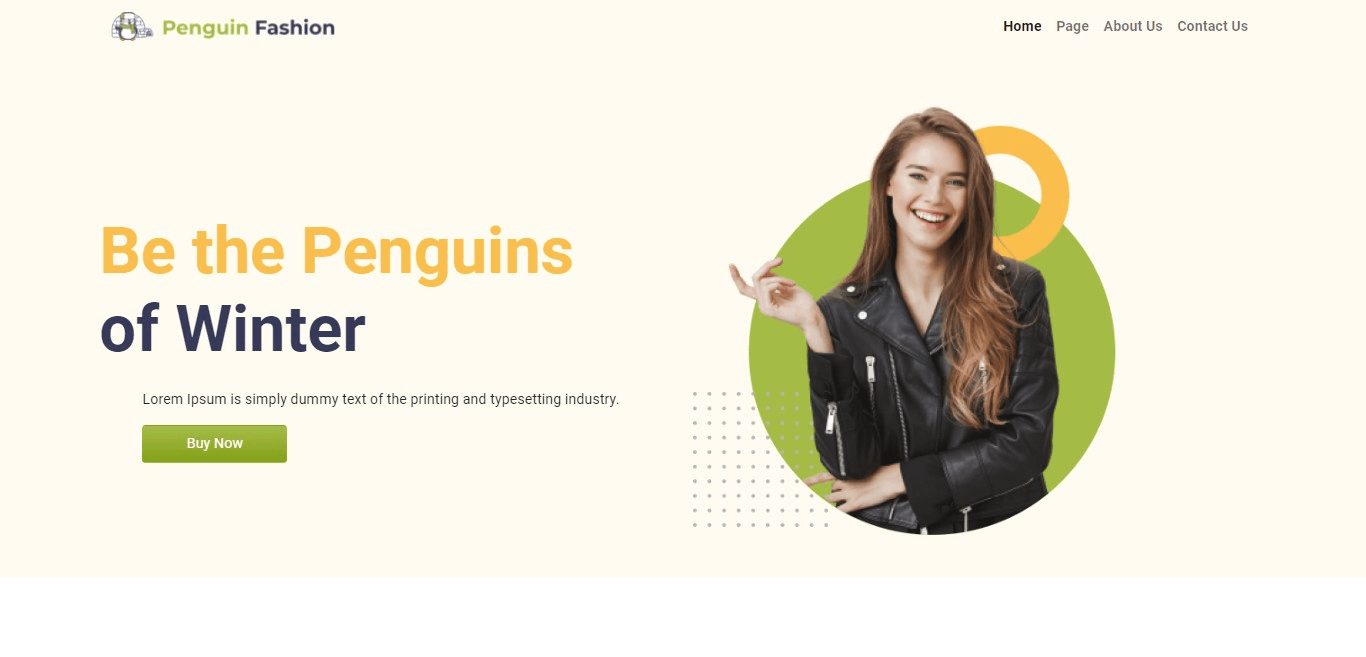 Penguin Fashion
Home Page About Us Contact Us
Be the Penguins
of Winter
Lorem Ipsum is simply dummy text of the printing and typesetting industry.
Buy Now